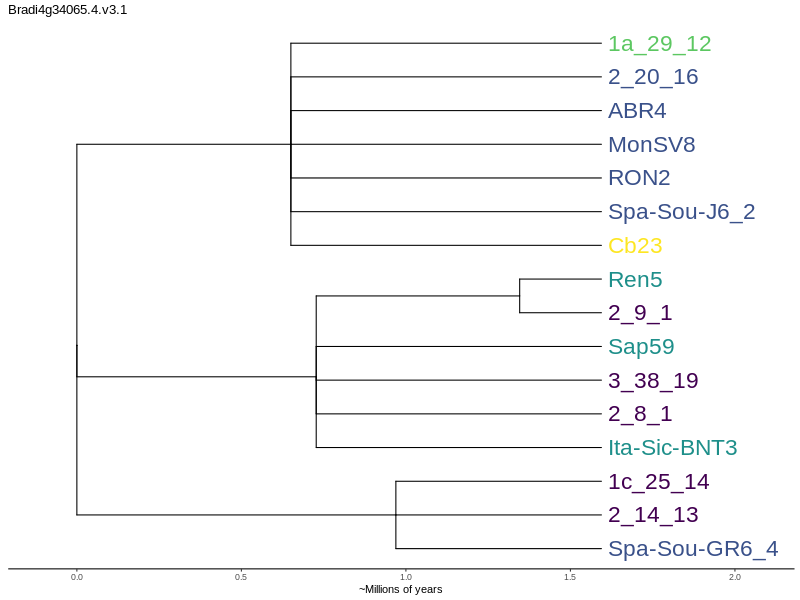 Bradi4g34065.4.v3.1
1a_29_12
2_20_16
ABR4
MonSV8
RON2
Spa-Sou-J6_2
Cb23
Ren5
2_9_1
Sap59
3_38_19
2_8_1
Ita-Sic-BNT3
1c_25_14
2_14_13
Spa-Sou-GR6_4
0.0 0.5 1.0 1.5 2.0
~Millions of years